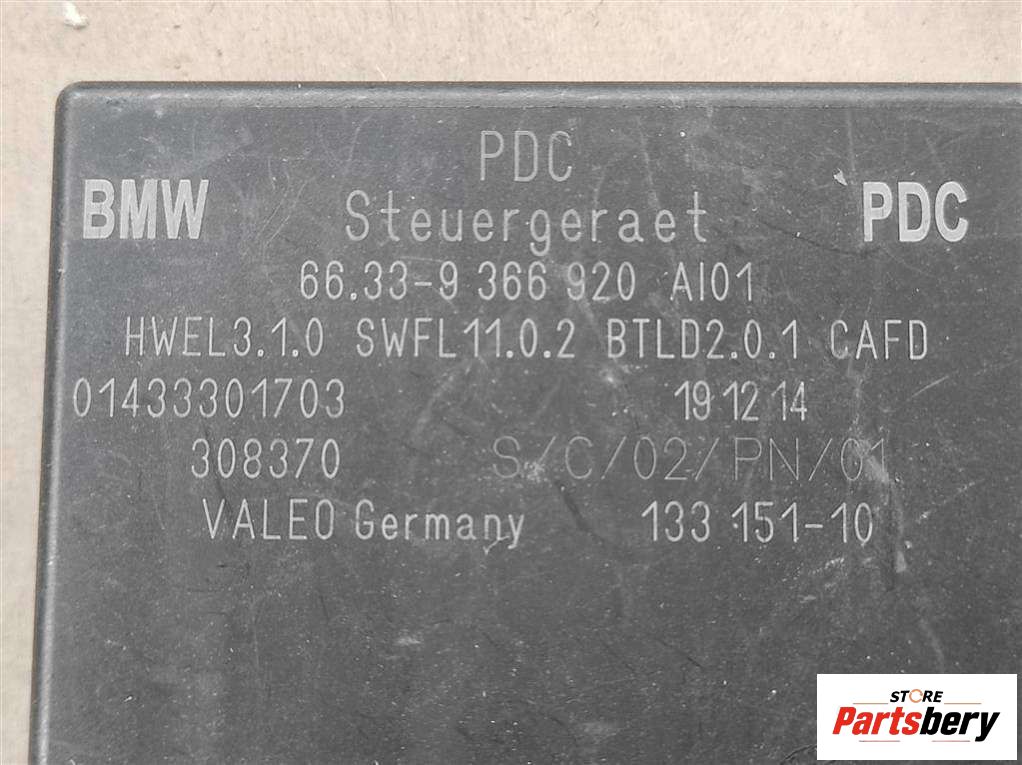 PDC
BMW Steuergeraet PDC
66.33-9 366 920 AI01
HWEL3.1.0 SWFL11.0.2 BTLD2.0.1 CAFD
01433301703 19 12 14
308370 S/C/02/PN/01
VALEO Germany 133 151-10
STORE
Partsbery